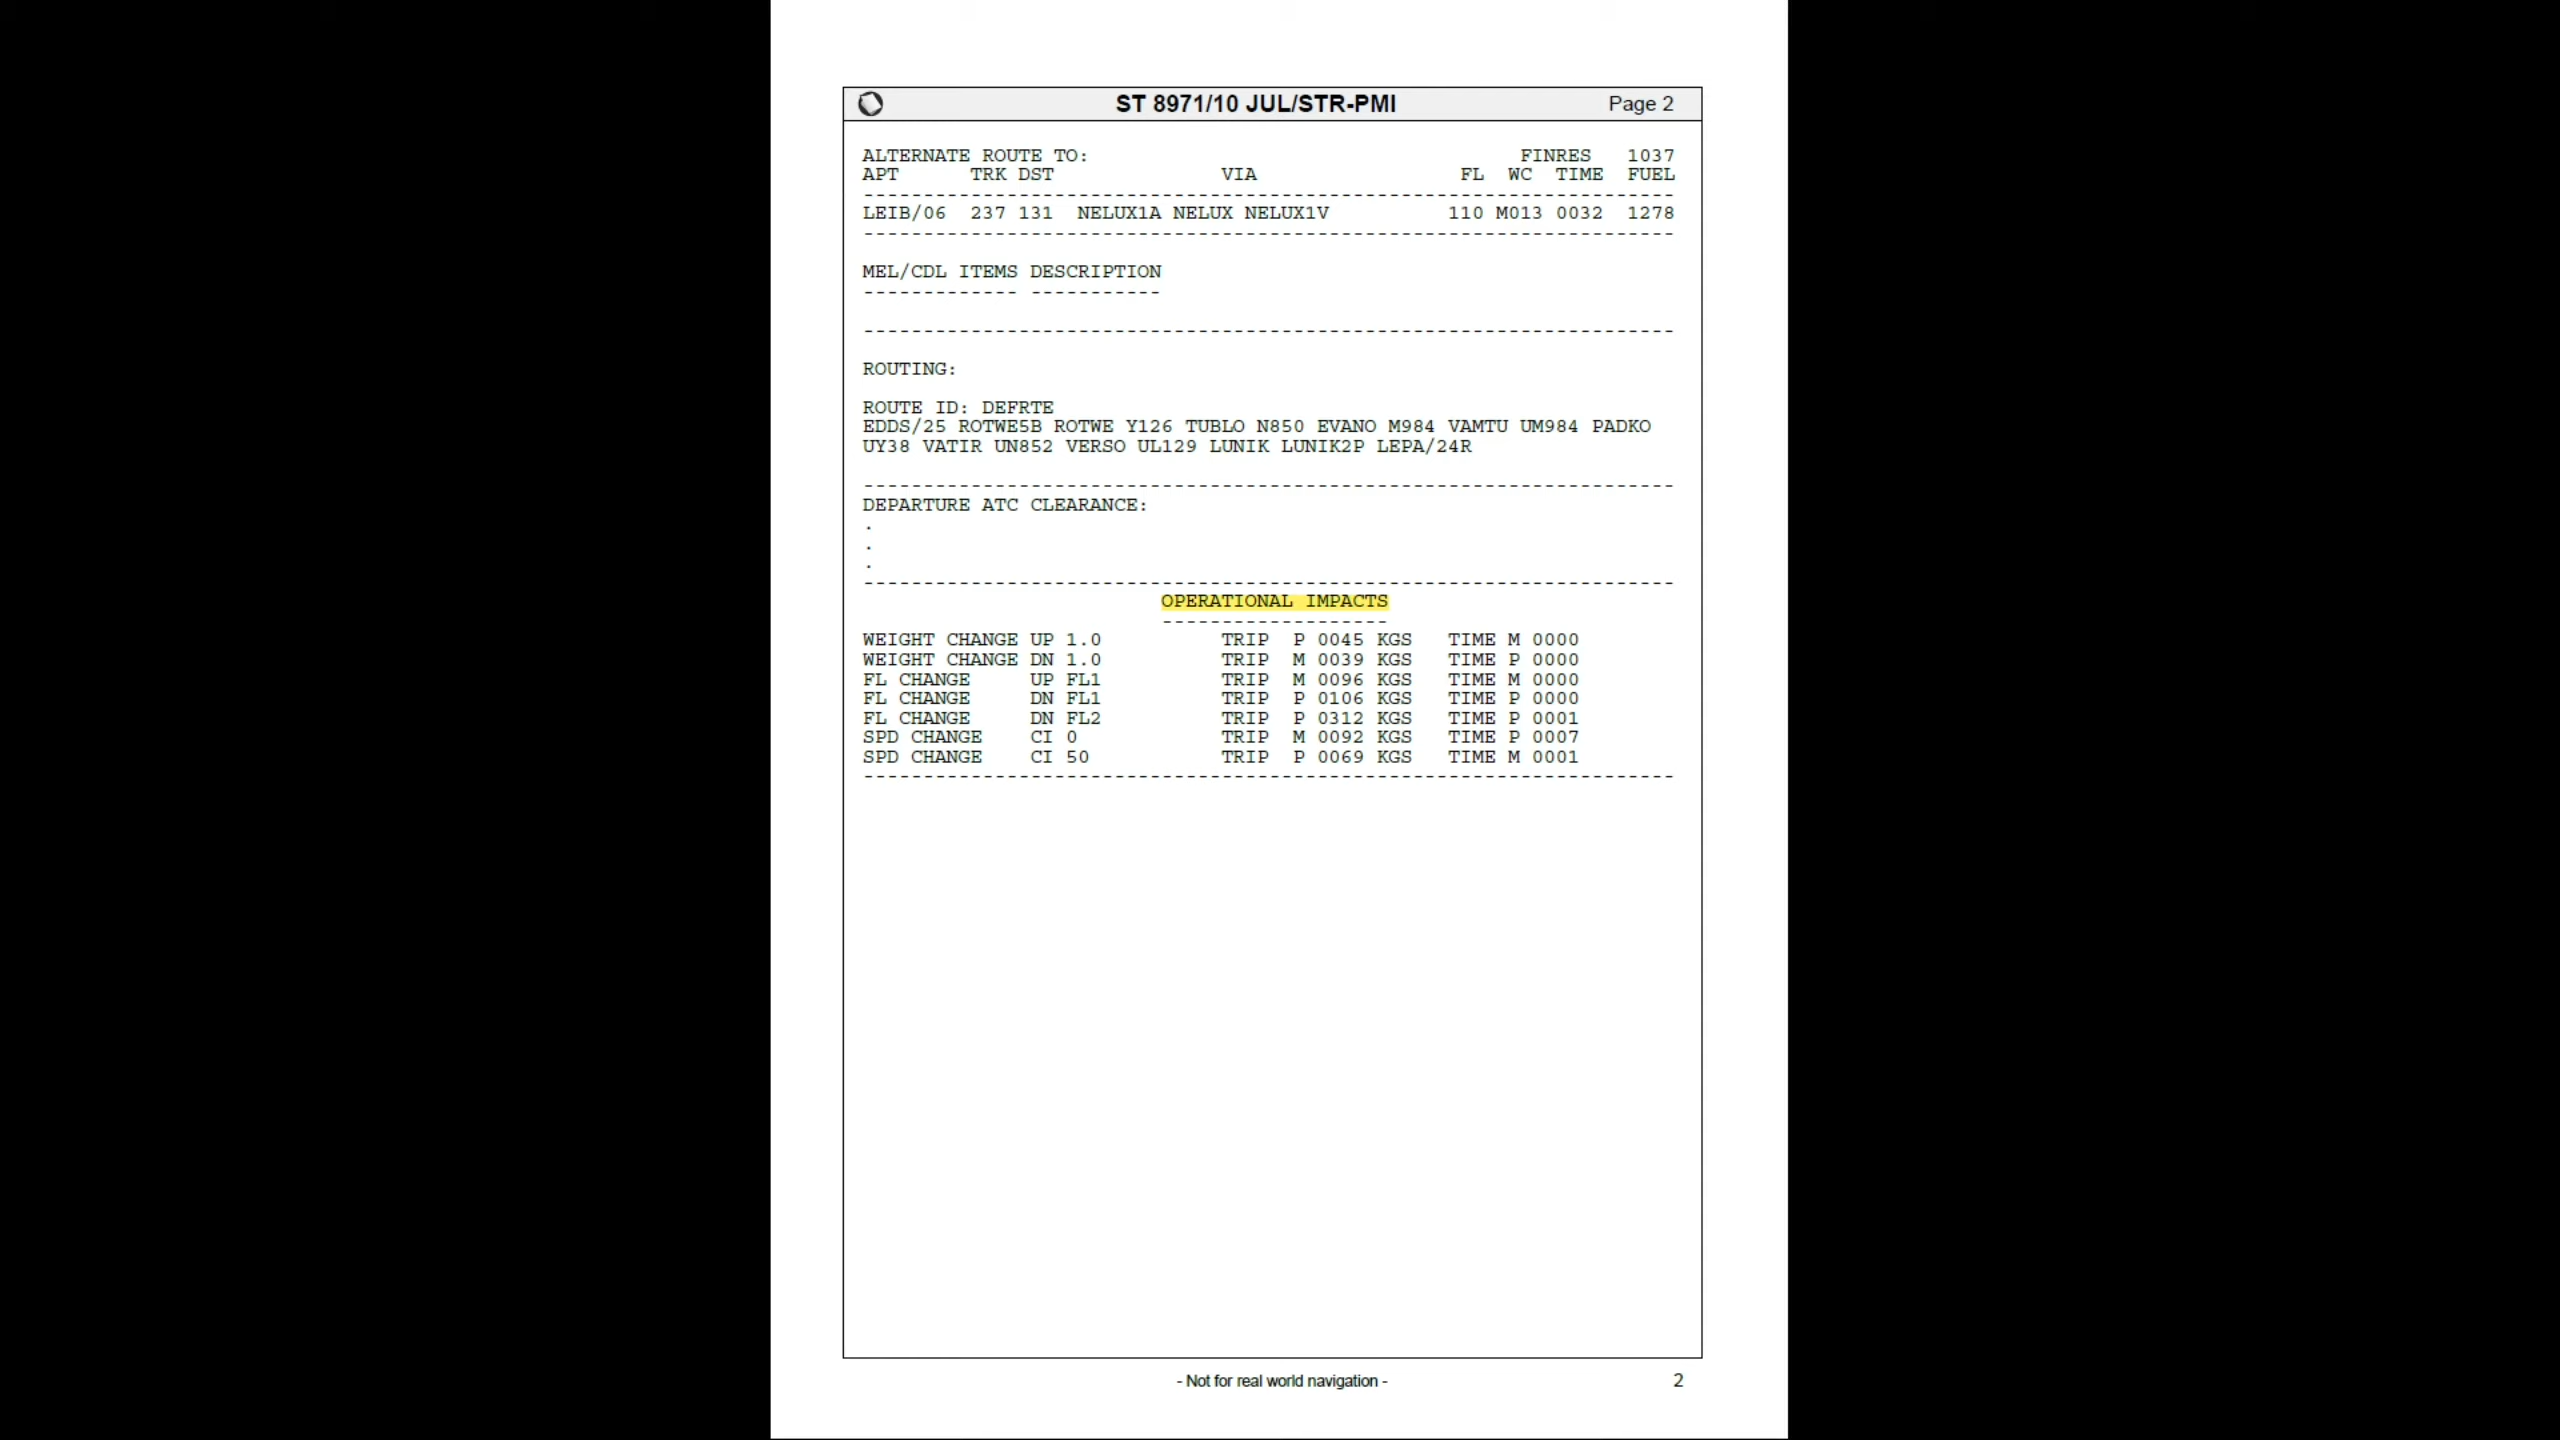 ST 8971/10 JUL/STR-PMI Page 2
ALTERNATE ROUTE TO: FINRES 1037
APT TRK DST VIA FL WC TIME FUEL
--------------------------------------------------------------------
LEIB/06 237 131 NELUX1A NELUX NELUX1V 110 M013 0032 1278
--------------------------------------------------------------------
MEL/CDL ITEMS DESCRIPTION
------------- -----------
--------------------------------------------------------------------
ROUTING:
ROUTE ID: DEFRTE
EDDS/25 ROTWE5B ROTWE Y126 TUBLO N850 EVANO M984 VAMTU UM984 PADKO
UY38 VATIR UN852 VERSO UL129 LUNIK LUNIK2P LEPA/24R
--------------------------------------------------------------------
DEPARTURE ATC CLEARANCE:
.
.
.
--------------------------------------------------------------------
OPERATIONAL IMPACTS
-------------------
WEIGHT CHANGE UP 1.0 TRIP P 0045 KGS TIME M 0000
WEIGHT CHANGE DN 1.0 TRIP M 0039 KGS TIME P 0000
FL CHANGE UP FL1 TRIP M 0096 KGS TIME M 0000
FL CHANGE DN FL1 TRIP P 0106 KGS TIME P 0000
FL CHANGE DN FL2 TRIP P 0312 KGS TIME P 0001
SPD CHANGE CI 0 TRIP M 0092 KGS TIME P 0007
SPD CHANGE CI 50 TRIP P 0069 KGS TIME M 0001
--------------------------------------------------------------------
- Not for real world navigation - 2